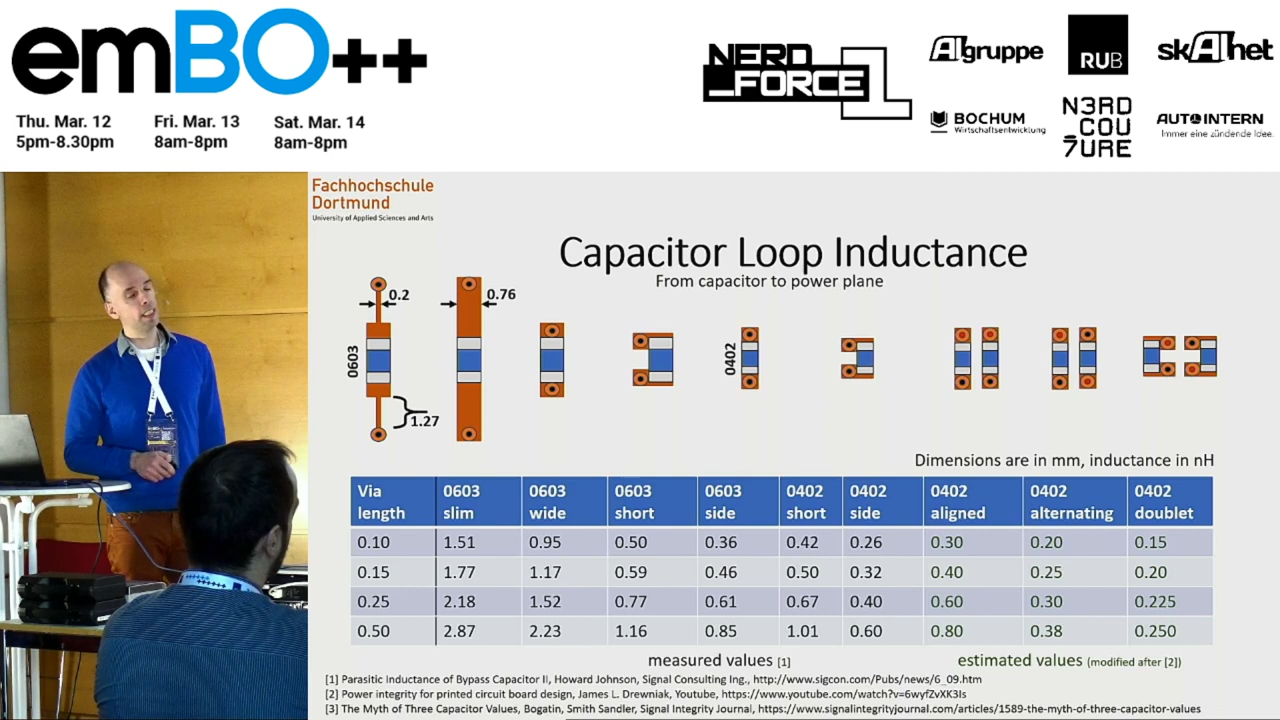 emBO++
Thu. Mar. 12
5pm-8.30pm
Fri. Mar. 13
8am-8pm
Sat. Mar. 14
8am-8pm
NERD
_FORCE
1
AIgruppe
RUB
skAInet
BOCHUM
Wirtschaftsentwicklung
N3RD
COU
7URE
AUTOINTERN
Immer eine zündende Idee.
Fachhochschule
Dortmund
University of Applied Sciences and Arts
Capacitor Loop Inductance
From capacitor to power plane
0.2
0.76
0603
0402
1.27
Dimensions are in mm, inductance in nH
Via length 0603 slim 0603 wide 0603 short 0603 side 0402 short 0402 side 0402 aligned 0402 alternating 0402 doublet
0.10 1.51 0.95 0.50 0.36 0.42 0.26 0.30 0.20 0.15
0.15 1.77 1.17 0.59 0.46 0.50 0.32 0.40 0.25 0.20
0.25 2.18 1.52 0.77 0.61 0.67 0.40 0.60 0.30 0.225
0.50 2.87 2.23 1.16 0.85 1.01 0.60 0.80 0.38 0.250
measured values [1]
estimated values (modified after [2])
[1] Parasitic Inductance of Bypass Capacitor II, Howard Johnson, Signal Consulting Ing., http://www.sigcon.com/Pubs/news/6_09.htm
[2] Power integrity for printed circuit board design, James L. Drewniak, Youtube, https://www.youtube.com/watch?v=6wyfZvXK3Is
[3] The Myth of Three Capacitor Values, Bogatin, Smith Sandler, Signal Integrity Journal, https://www.signalintegrityjournal.com/articles/1589-the-myth-of-three-capacitor-values